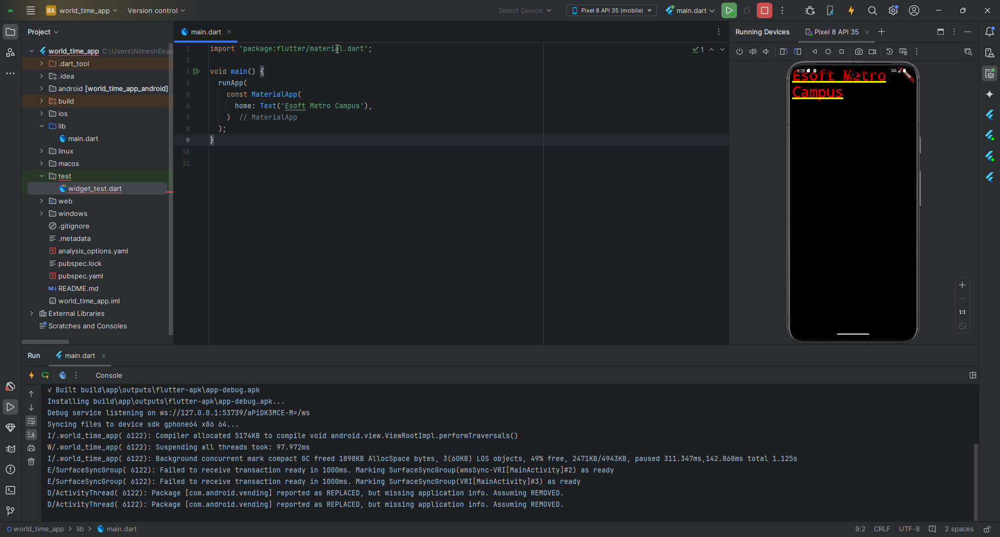 WA world_time_app Version control Select Device Pixel 8 API 35 (mobile) main.dart
Project
world_time_app C:\Users\NimeshEkan
.dart_tool
.idea
android [world_time_app_android]
build
ios
lib
main.dart
linux
macos
test
widget_test.dart
web
windows
.gitignore
.metadata
analysis_options.yaml
pubspec.lock
pubspec.yaml
README.md
world_time_app.iml
External Libraries
Scratches and Consoles
main.dart
1 import 'package:flutter/material.dart';
2
3 void main() {
4 runApp(
5 const MaterialApp(
6 home: Text('Esoft Metro Campus'),
7 ) // MaterialApp
8 );
9 }
10
11
1
Running Devices Pixel 8 API 35
5:28 3G
Esoft Metro
Campus
1:1
Run main.dart
Console
√ Built build\app\outputs\flutter-apk\app-debug.apk
Installing build\app\outputs\flutter-apk\app-debug.apk...
Debug service listening on ws://127.0.0.1:53739/aPiDK3MCE-M=/ws
Syncing files to device sdk gphone64 x86 64...
I/.world_time_app( 6122): Compiler allocated 5174KB to compile void android.view.ViewRootImpl.performTraversals()
W/.world_time_app( 6122): Suspending all threads took: 97.972ms
I/.world_time_app( 6122): Background concurrent mark compact GC freed 1898KB AllocSpace bytes, 3(60KB) LOS objects, 49% free, 2471KB/4943KB, paused 311.347ms,142.868ms total 1.125s
E/SurfaceSyncGroup( 6122): Failed to receive transaction ready in 1000ms. Marking SurfaceSyncGroup(wmsSync-VRI[MainActivity]#2) as ready
E/SurfaceSyncGroup( 6122): Failed to receive transaction ready in 1000ms. Marking SurfaceSyncGroup(VRI[MainActivity]#3) as ready
D/ActivityThread( 6122): Package [com.android.vending] reported as REPLACED, but missing application info. Assuming REMOVED.
D/ActivityThread( 6122): Package [com.android.vending] reported as REPLACED, but missing application info. Assuming REMOVED.
world_time_app > lib > main.dart
9:2 CRLF UTF-8 2 spaces